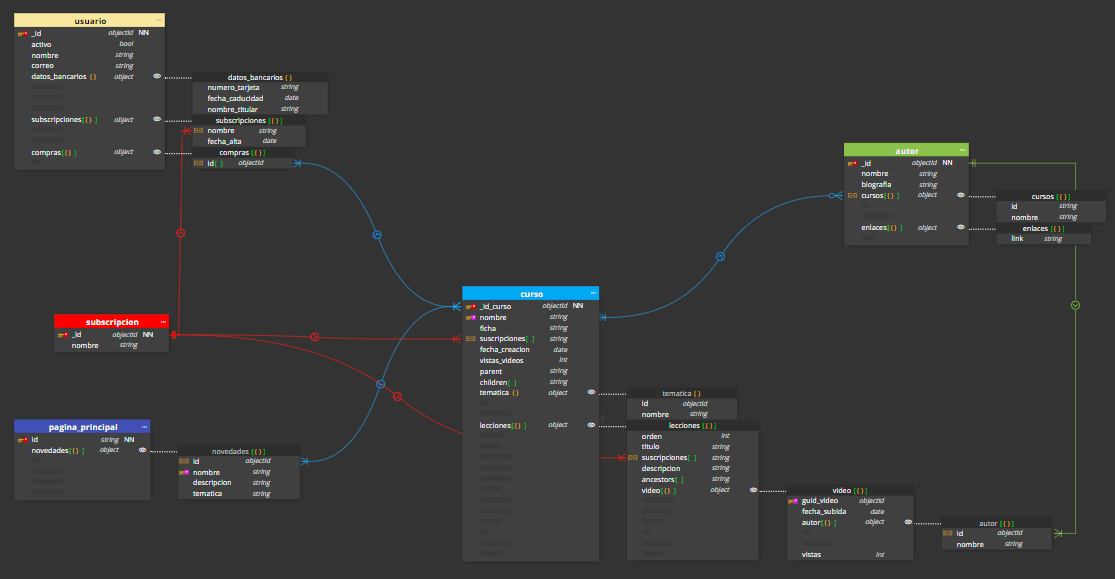 usuario ...
_id objectid NN
activo bool
nombre string
correo string
datos_bancarios {} object
subscripciones[{} ] object
compras[{} ] object
datos_bancarios {}
numero_tarjeta string
fecha_caducidad date
nombre_titular string
subscripciones [{}]
nombre string
fecha_alta date
compras [{}]
id[ ] objectid
autor ...
_id objectid NN
nombre string
biografia string
cursos[{} ] object
enlaces[{} ] object
cursos [{}]
id string
nombre string
enlaces [{}]
link string
subscripcion ...
_id objectid NN
nombre string
curso ...
_id_curso objectid NN
nombre string
ficha string
suscripciones[ ] string
fecha_creacion date
vistas_videos int
parent string
children[ ] string
tematica {} object
lecciones[{} ] object
tematica {}
id objectid
nombre string
lecciones [{}]
orden int
titulo string
suscripciones[ ] string
descripcion string
ancestors[ ] string
video[{} ] object
pagina_principal ...
id string NN
novedades[{} ] object
novedades [{}]
id objectid
nombre string
descripcion string
tematica string
video [{}]
guid_video objectid
fecha_subida date
autor[{} ] object
vistas int
autor [{}]
id objectid
nombre string